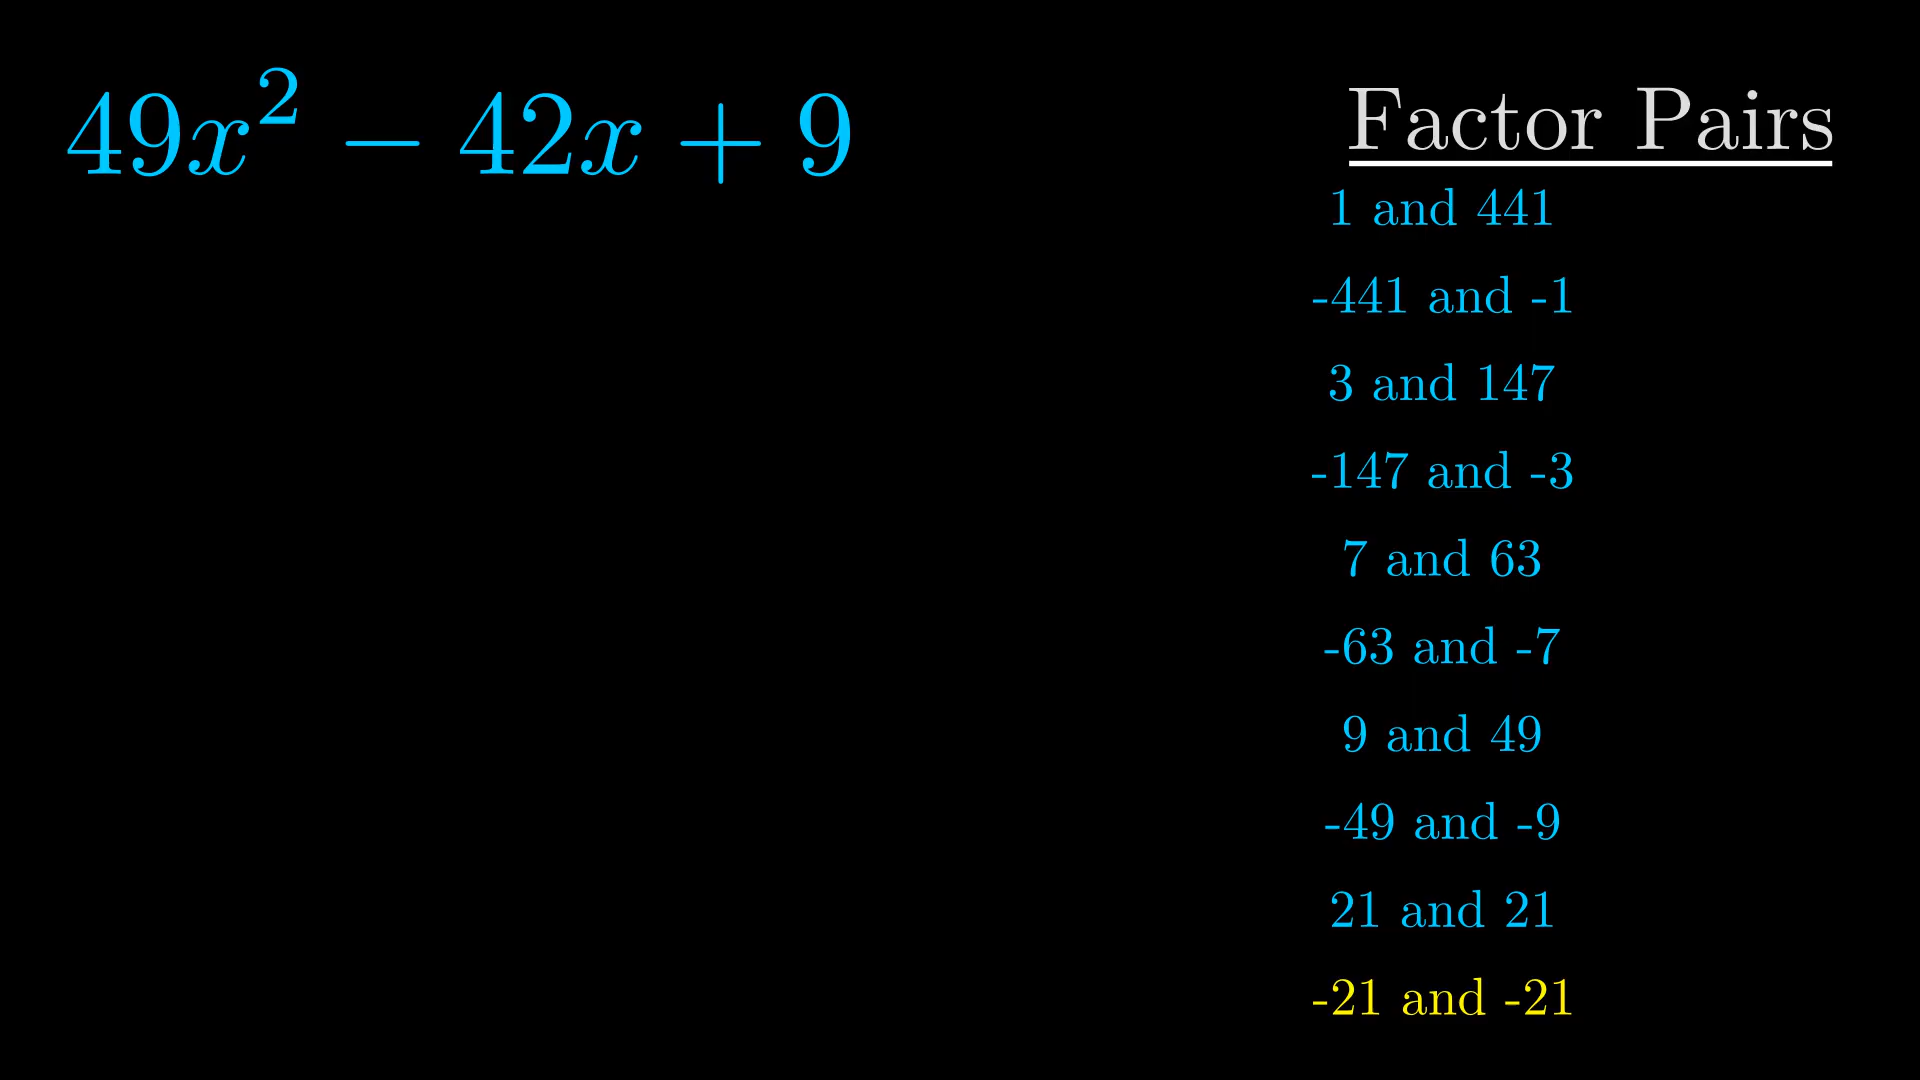 49x² − 42x + 9
Factor Pairs
1 and 441
-441 and -1
3 and 147
-147 and -3
7 and 63
-63 and -7
9 and 49
-49 and -9
21 and 21
-21 and -21